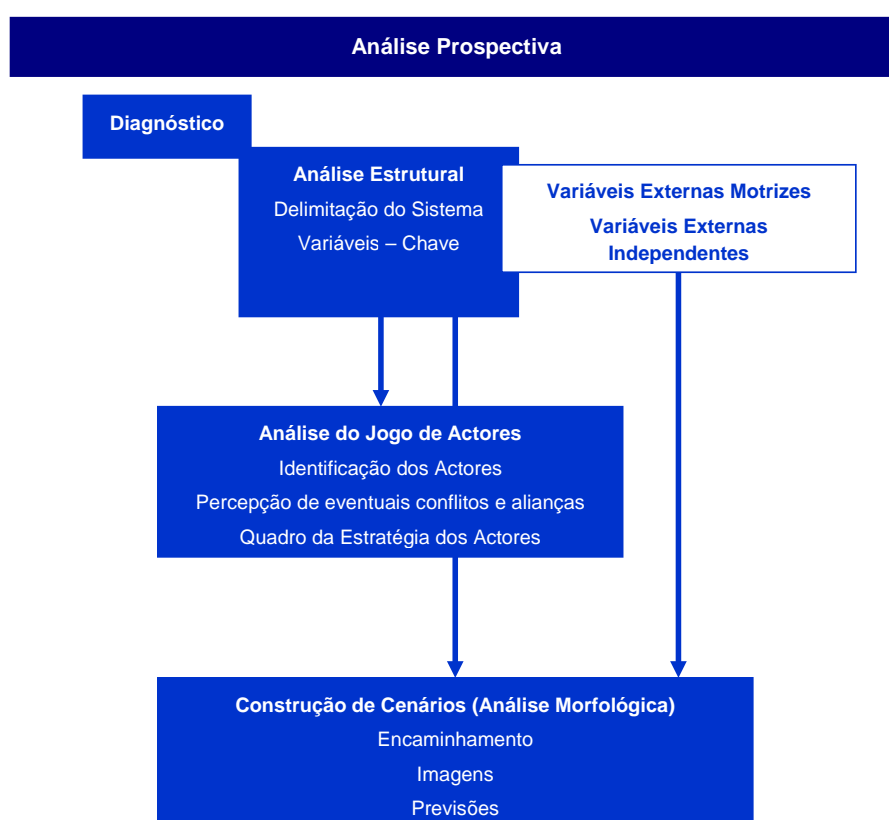 Análise Prospectiva
Diagnóstico
Análise Estrutural
Delimitação do Sistema
Variáveis – Chave
Variáveis Externas Motrizes
Variáveis Externas
Independentes
Análise do Jogo de Actores
Identificação dos Actores
Percepção de eventuais conflitos e alianças
Quadro da Estratégia dos Actores
Construção de Cenários (Análise Morfológica)
Encaminhamento
Imagens
Previsões